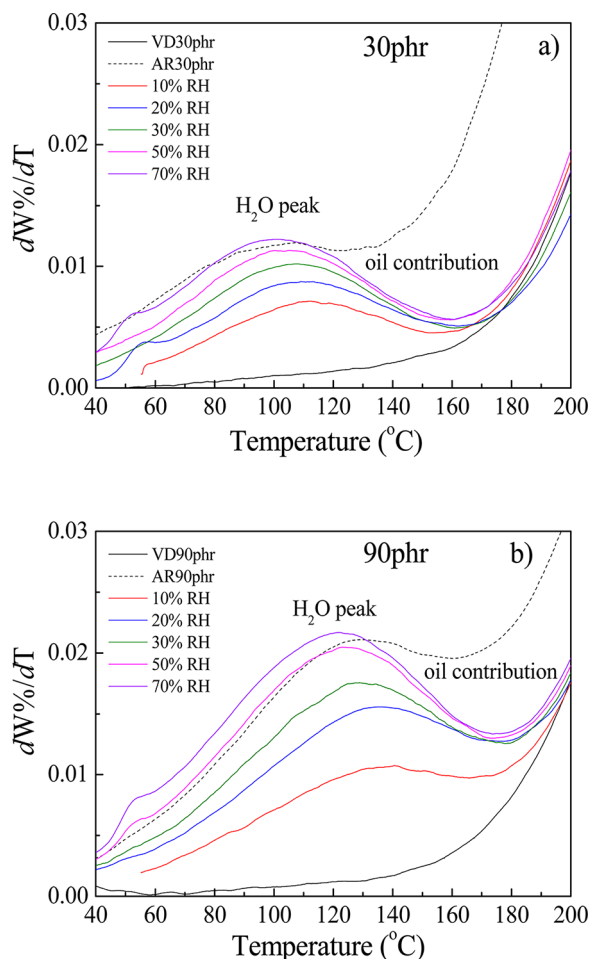 30phr
a)
VD30phr
AR30phr
10% RH
20% RH
30% RH
50% RH
70% RH
H₂O peak
oil contribution
dW%/dT
0.03
0.02
0.01
0.00
40 60 80 100 120 140 160 180 200
Temperature (°C)
90phr
b)
VD90phr
AR90phr
10% RH
20% RH
30% RH
50% RH
70% RH
H₂O peak
oil contribution
dW%/dT
0.03
0.02
0.01
0.00
40 60 80 100 120 140 160 180 200
Temperature (°C)